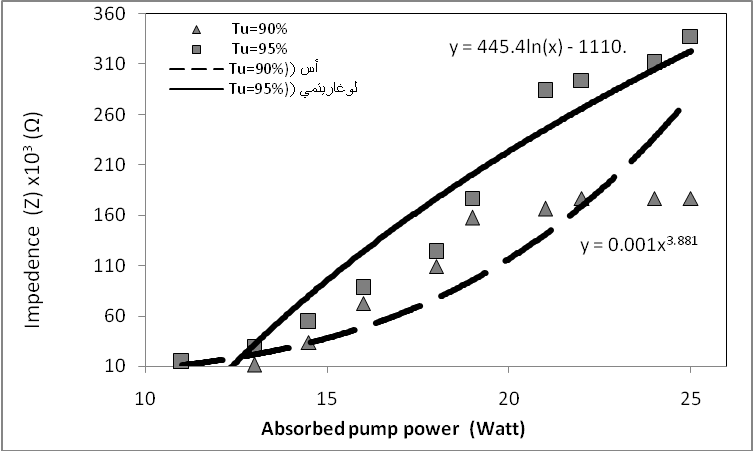 360
310
260
210
160
110
60
10
Impedence (Z) x10³ (Ω)
Tu=90%
Tu=95%
أس ((Tu=90%
لوغاريتمي ((Tu=95%
y = 445.4ln(x) - 1110.
y = 0.001x³·⁸⁸¹
10 15 20 25
Absorbed pump power (Watt)